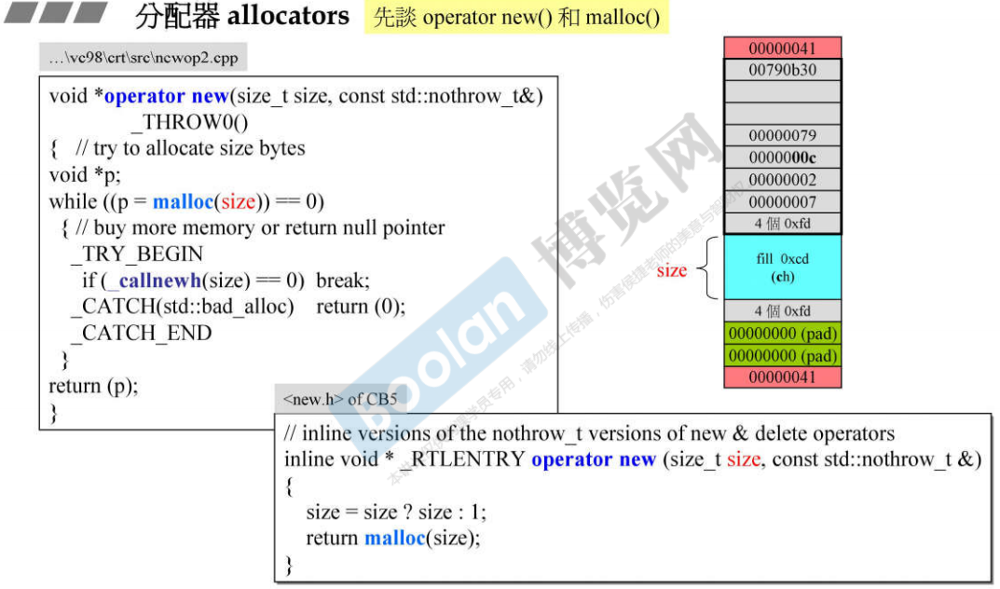 分配器 allocators 先談 operator new() 和 malloc()
…\vc98\crt\src\newop2.cpp
void *operator new(size_t size, const std::nothrow_t&)
_THROW0()
{ // try to allocate size bytes
void *p;
while ((p = malloc(size)) == 0)
{ // buy more memory or return null pointer
_TRY_BEGIN
if (_callnewh(size) == 0) break;
_CATCH(std::bad_alloc) return (0);
_CATCH_END
}
return (p);
}
<new.h> of CB5
// inline versions of the nothrow_t versions of new & delete operators
inline void * _RTLENTRY operator new (size_t size, const std::nothrow_t &)
{
size = size ? size : 1;
return malloc(size);
}
00000041
00790b30
00000079
0000000c
00000002
00000007
4 個 0xfd
size
fill 0xcd
(ch)
4 個 0xfd
00000000 (pad)
00000000 (pad)
00000041
boolan 博览网